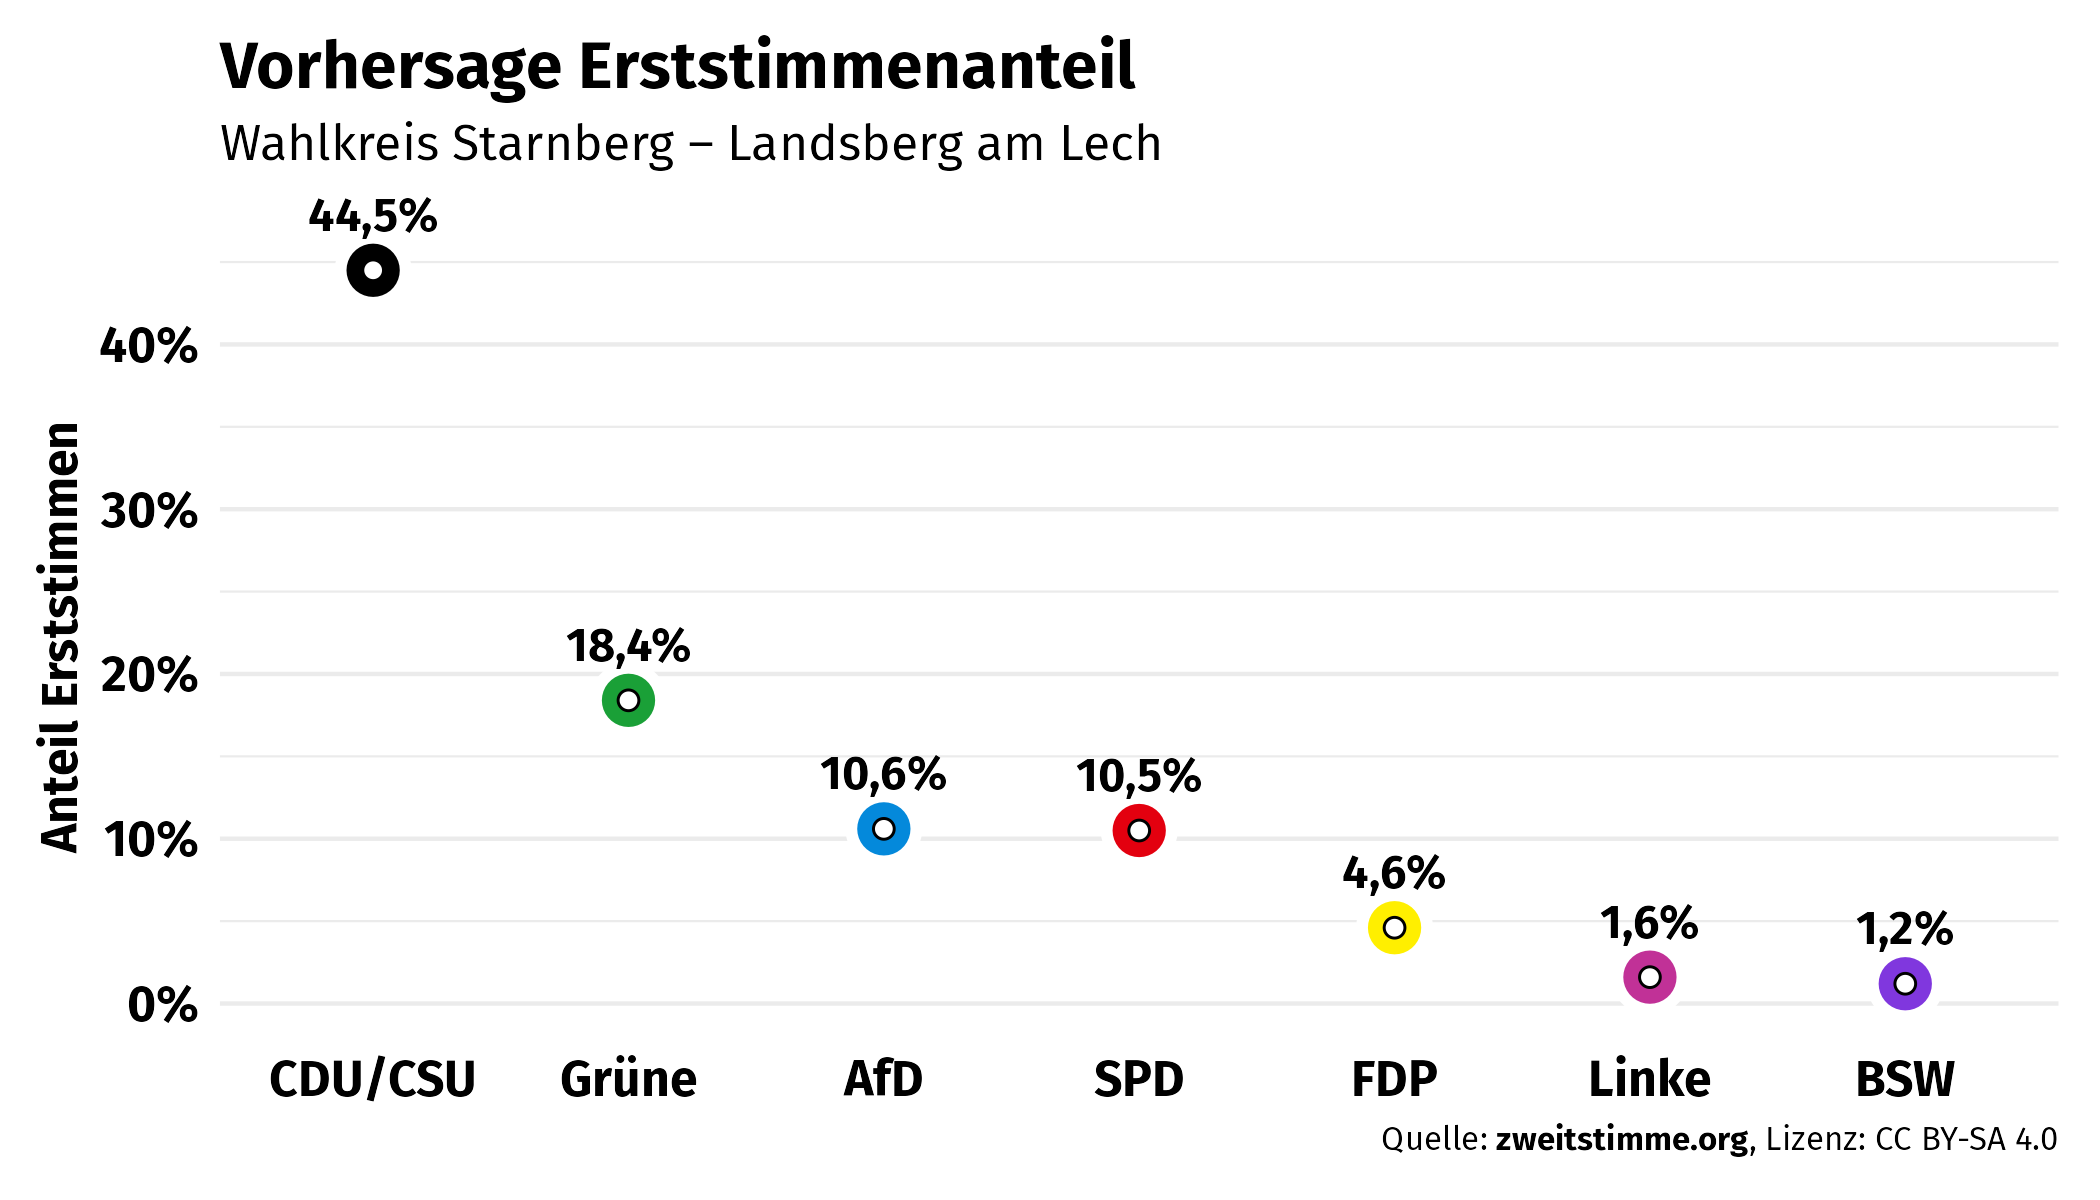 Vorhersage Erststimmenanteil
Wahlkreis Starnberg – Landsberg am Lech
44,5%
40%
30%
18,4%
20%
10,6%
10,5%
10%
4,6%
1,6%
1,2%
0%
Anteil Erststimmen
CDU/CSU Grüne AfD SPD FDP Linke BSW
Quelle: zweitstimme.org, Lizenz: CC BY-SA 4.0